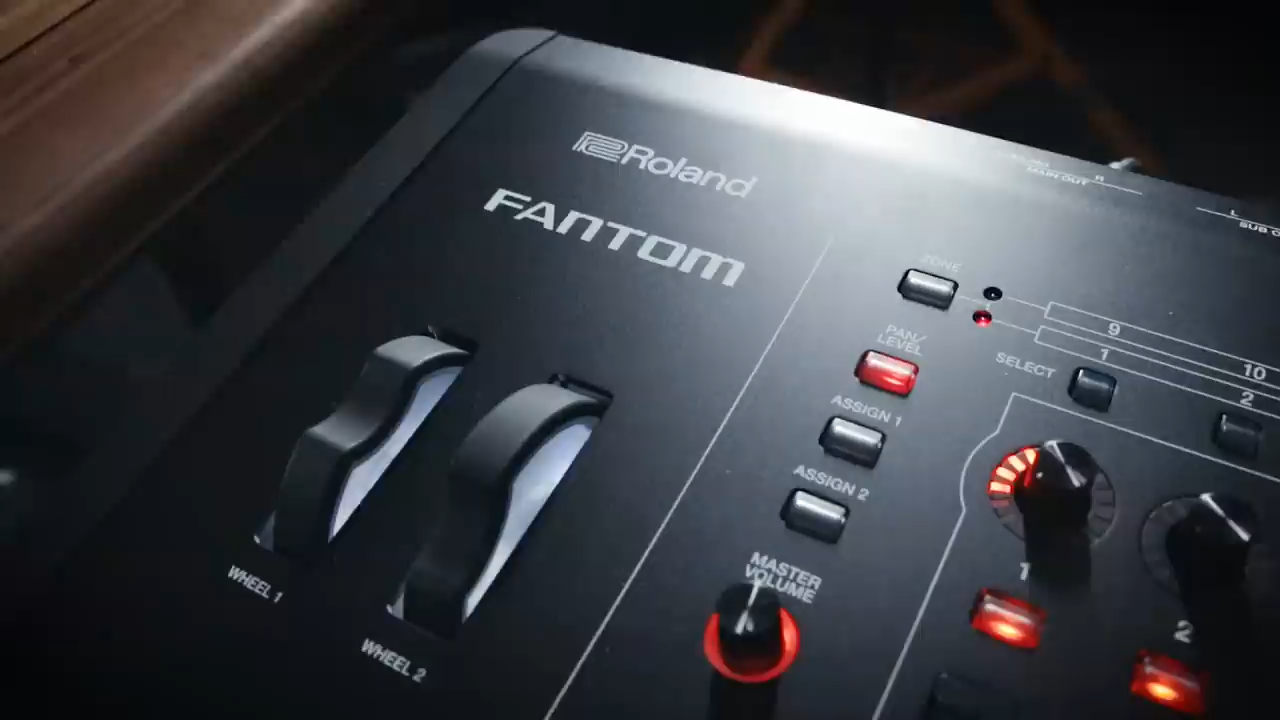 Roland
FANTOM
MAIN OUT
R
L
ZONE
9
10
PAN/
LEVEL
SELECT
1
2
ASSIGN 1
ASSIGN 2
MASTER
VOLUME
1
2
WHEEL 1
WHEEL 2